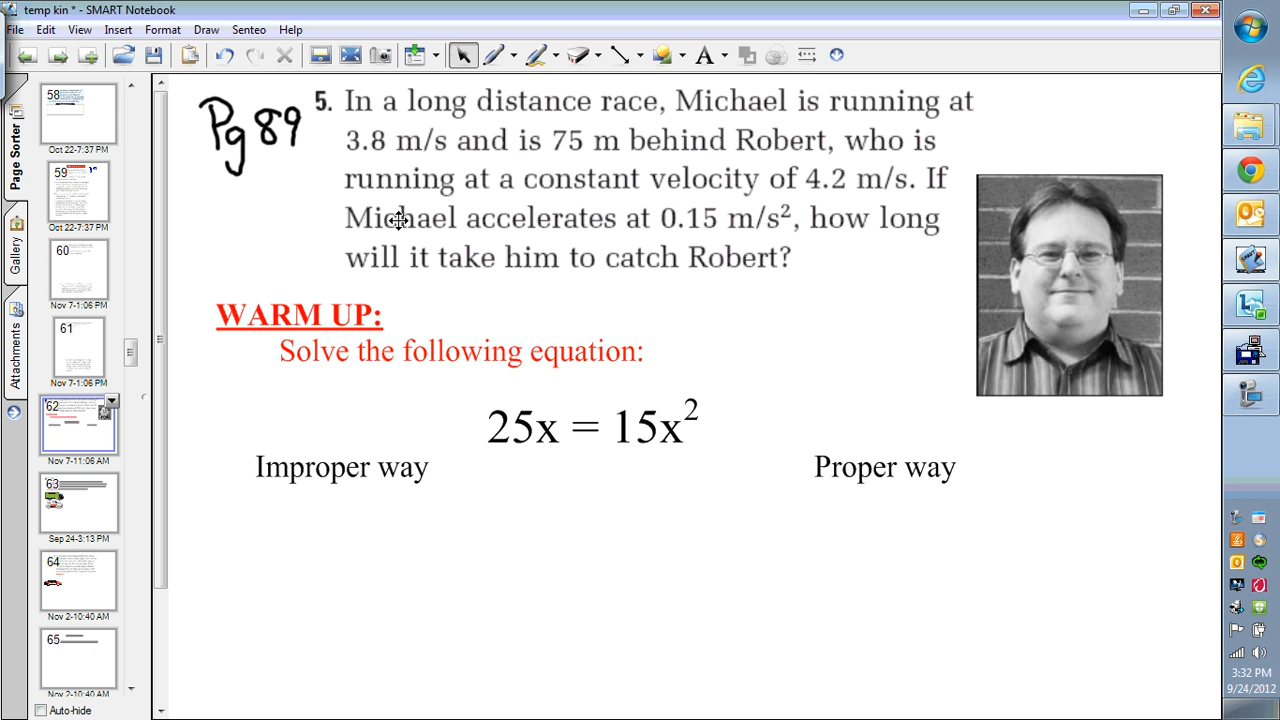 temp kin * - SMART Notebook
File Edit View Insert Format Draw Senteo Help
Page Sorter
Gallery
Attachments
58
Oct 22-7:37 PM
59
Oct 22-7:37 PM
60
Nov 7-1:06 PM
61
Nov 7-1:06 PM
62
Nov 7-11:06 AM
63
Sep 24-3:13 PM
64
Nov 2-10:40 AM
65
Nov 2-10:40 AM
Auto-hide
Pg 89
5. In a long distance race, Michael is running at
3.8 m/s and is 75 m behind Robert, who is
running at a constant velocity of 4.2 m/s. If
Michael accelerates at 0.15 m/s², how long
will it take him to catch Robert?
WARM UP:
Solve the following equation:
25x = 15x²
Improper way Proper way
3:32 PM
9/24/2012